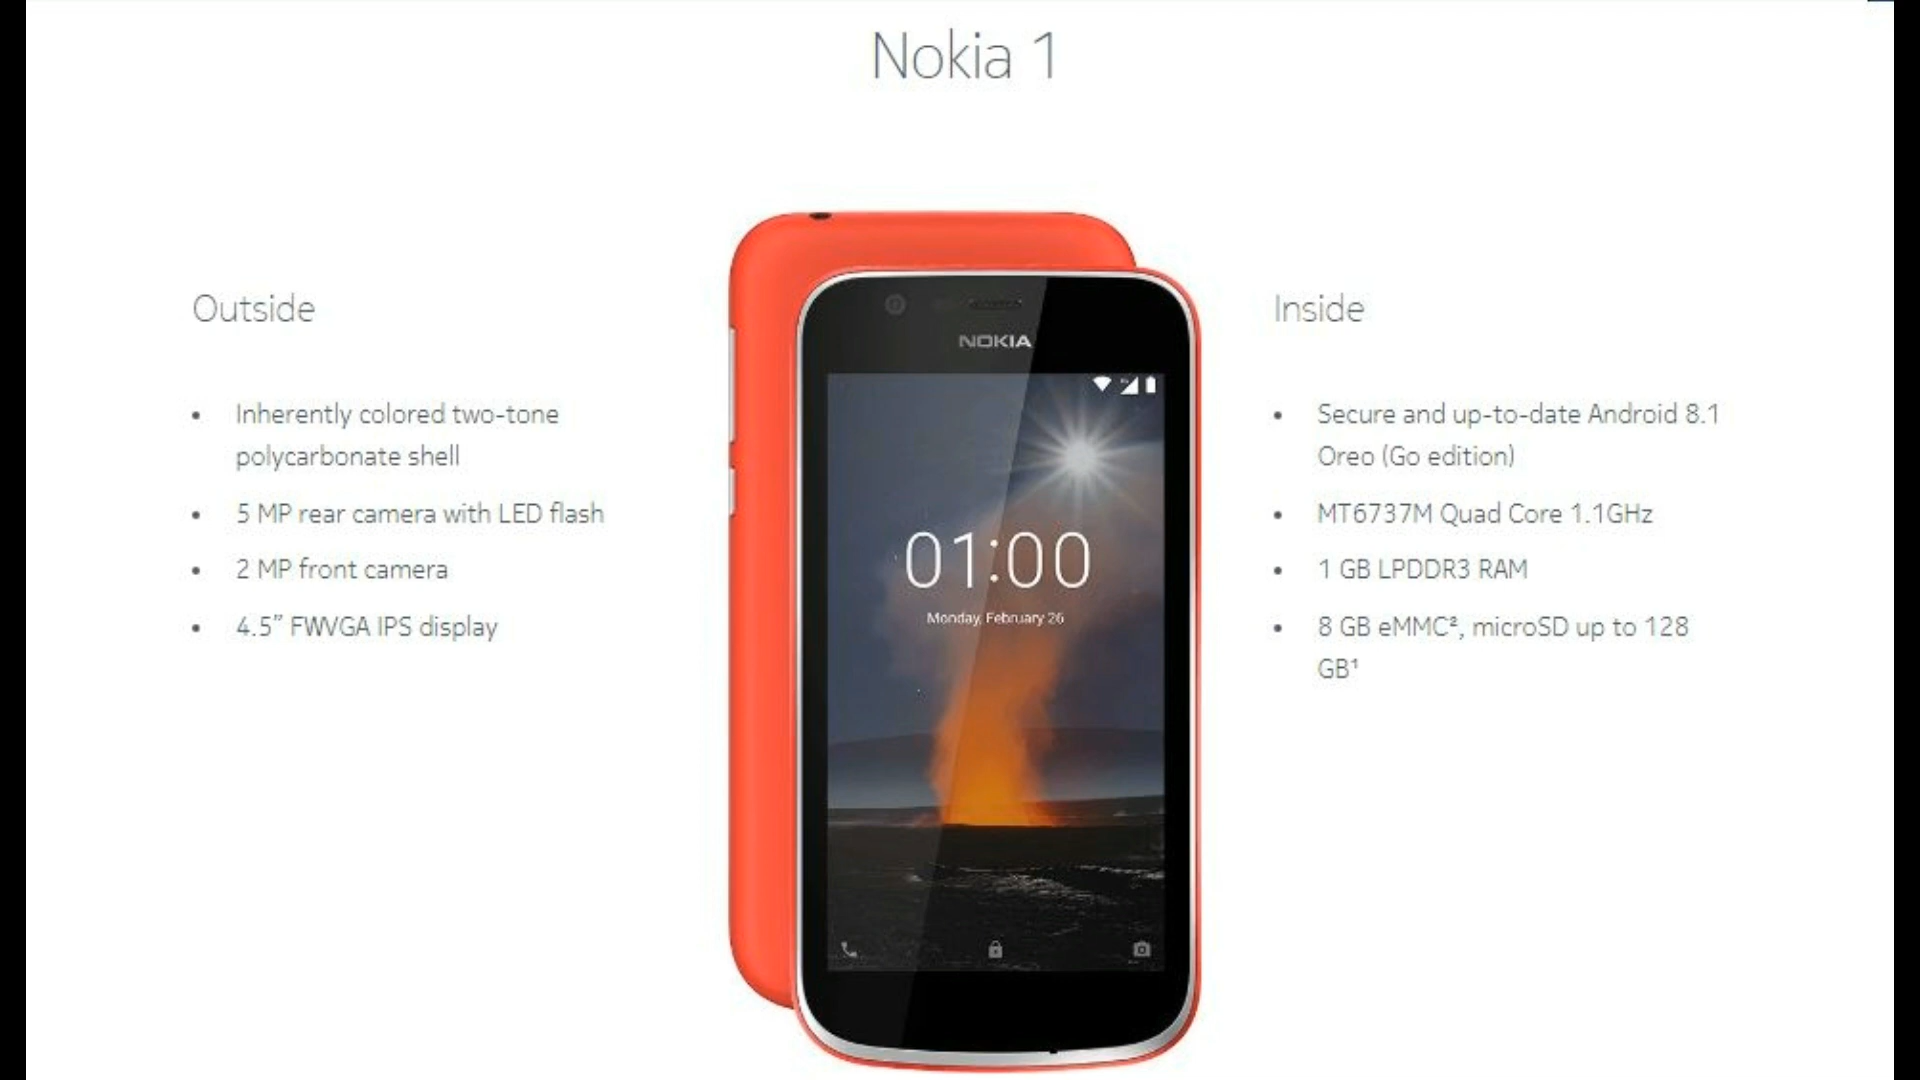 Nokia 1
Outside
• Inherently colored two-tone
polycarbonate shell
• 5 MP rear camera with LED flash
• 2 MP front camera
• 4.5” FWVGA IPS display
NOKIA
01:00
Monday, February 26
Inside
• Secure and up-to-date Android 8.1
Oreo (Go edition)
• MT6737M Quad Core 1.1GHz
• 1 GB LPDDR3 RAM
• 8 GB eMMC², microSD up to 128
GB¹